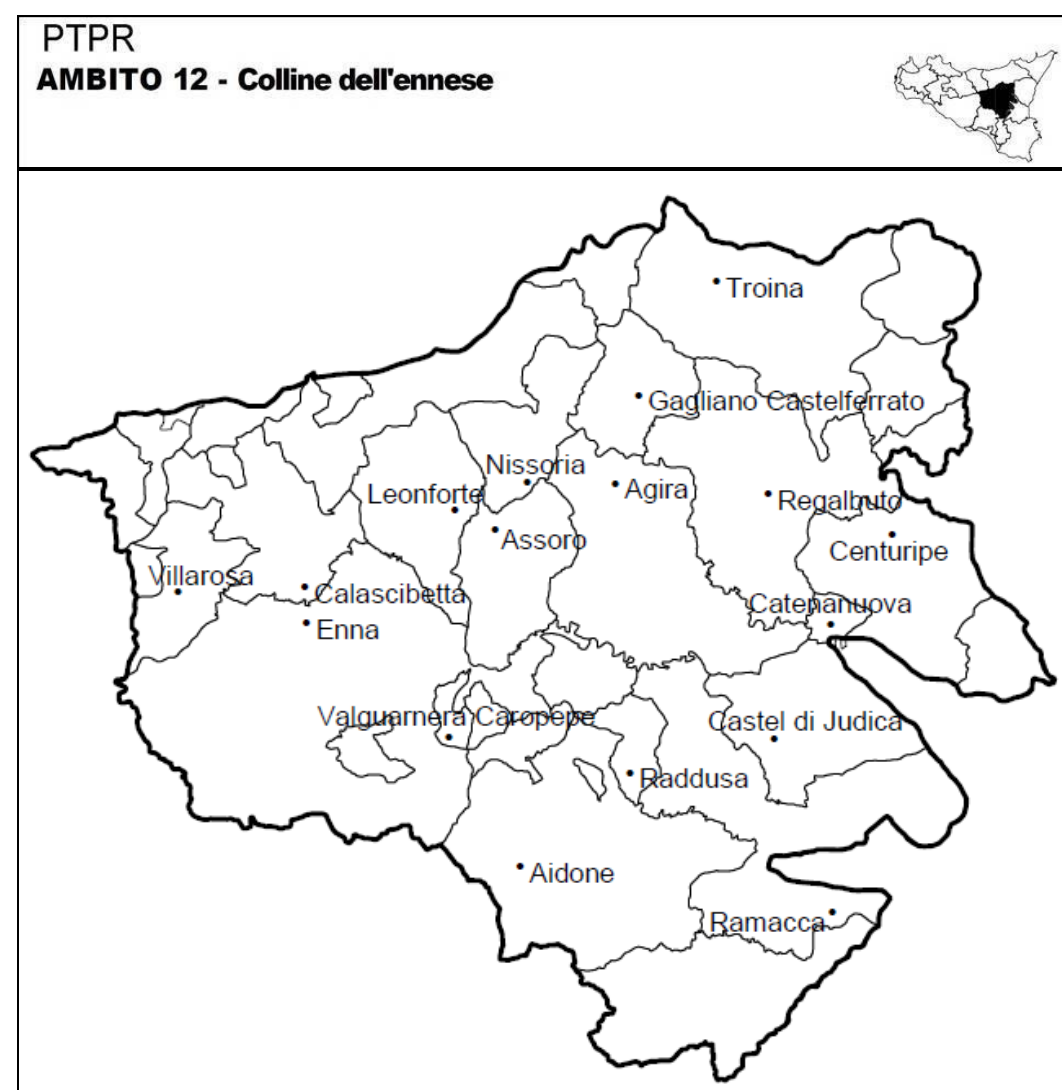 PTPR
AMBITO 12 - Colline dell'ennese
Troina
Gagliano Castelferrato
Nissoria
Leonforte
Agira
Regalbuto
Assoro
Centuripe
Villarosa
Calascibetta
Catenanuova
Enna
Valguarnera Caropepe
Castel di Judica
Raddusa
Aidone
Ramacca